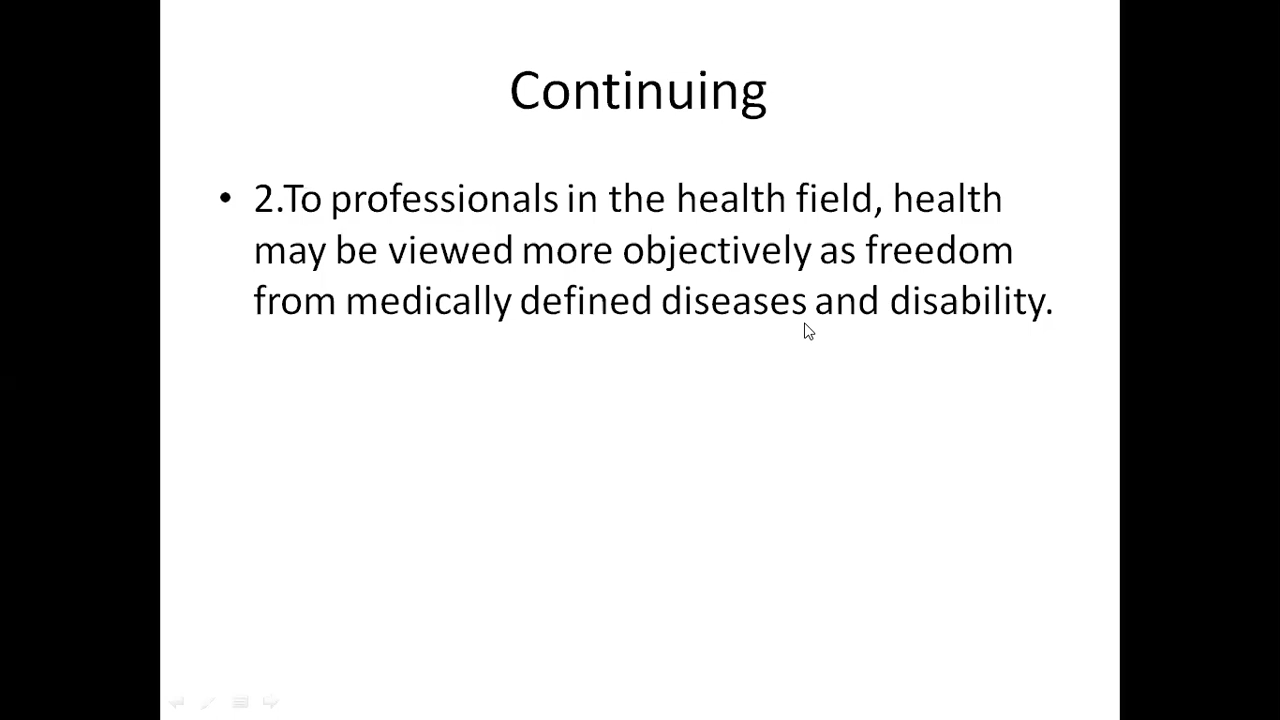 Continuing
• 2.To professionals in the health field, health
may be viewed more objectively as freedom
from medically defined diseases and disability.